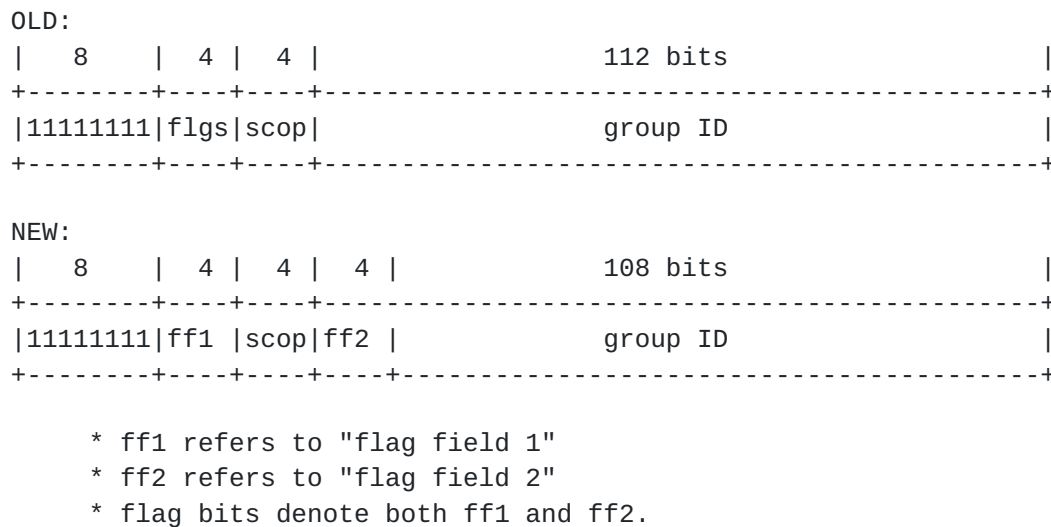 OLD:
|   8    |  4 |  4 |                  112 bits                    |
+--------+----+----+----------------------------------------------+
|11111111|flgs|scop|                  group ID                    |
+--------+----+----+----------------------------------------------+
NEW:
|   8    |  4 |  4 |  4 |             108 bits                    |
+--------+----+----+----------------------------------------------+
|11111111|ff1 |scop|ff2 |             group ID                    |
+--------+----+----+----+-----------------------------------------+
* ff1 refers to "flag field 1"
* ff2 refers to "flag field 2"
* flag bits denote both ff1 and ff2.